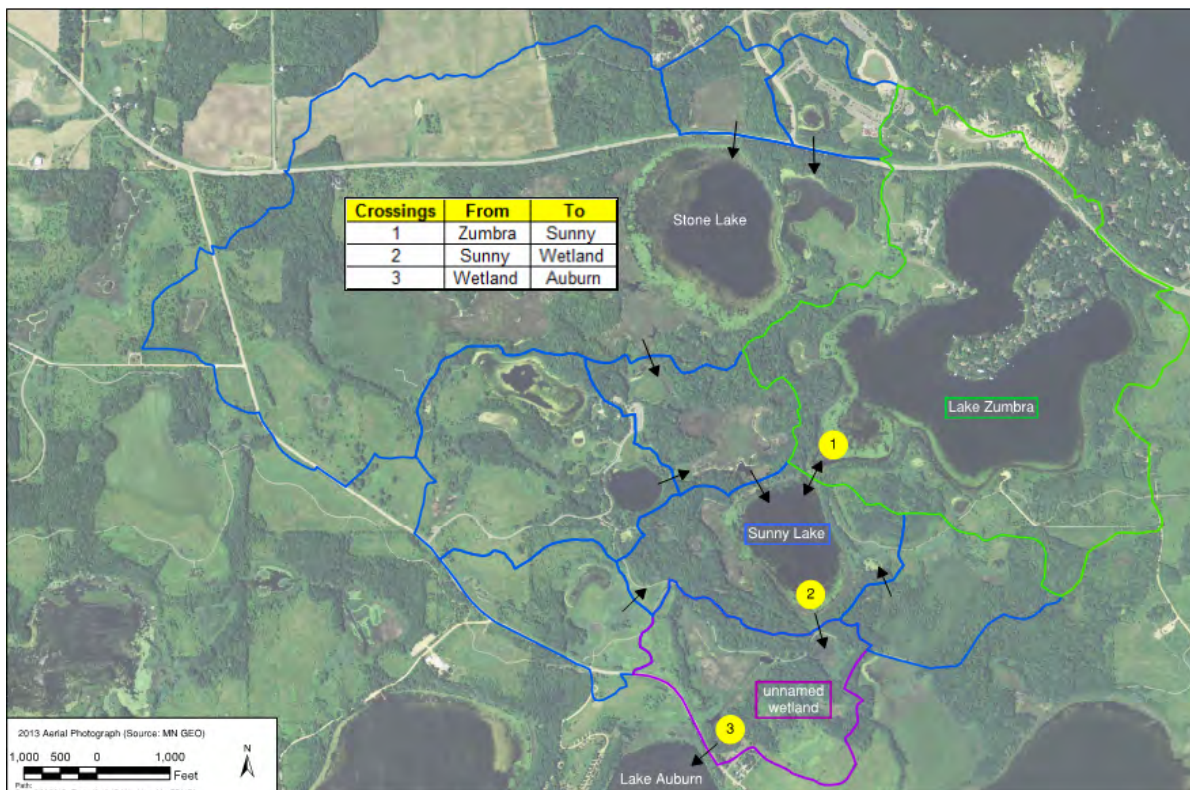 Crossings From To
1 Zumbra Sunny
2 Sunny Wetland
3 Wetland Auburn
Stone Lake
Lake Zumbra
1
Sunny Lake
2
unnamed
wetland
3
Lake Auburn
2013 Aerial Photograph (Source: MN GEO)
1,000 500 0 1,000
Feet
N
Path: